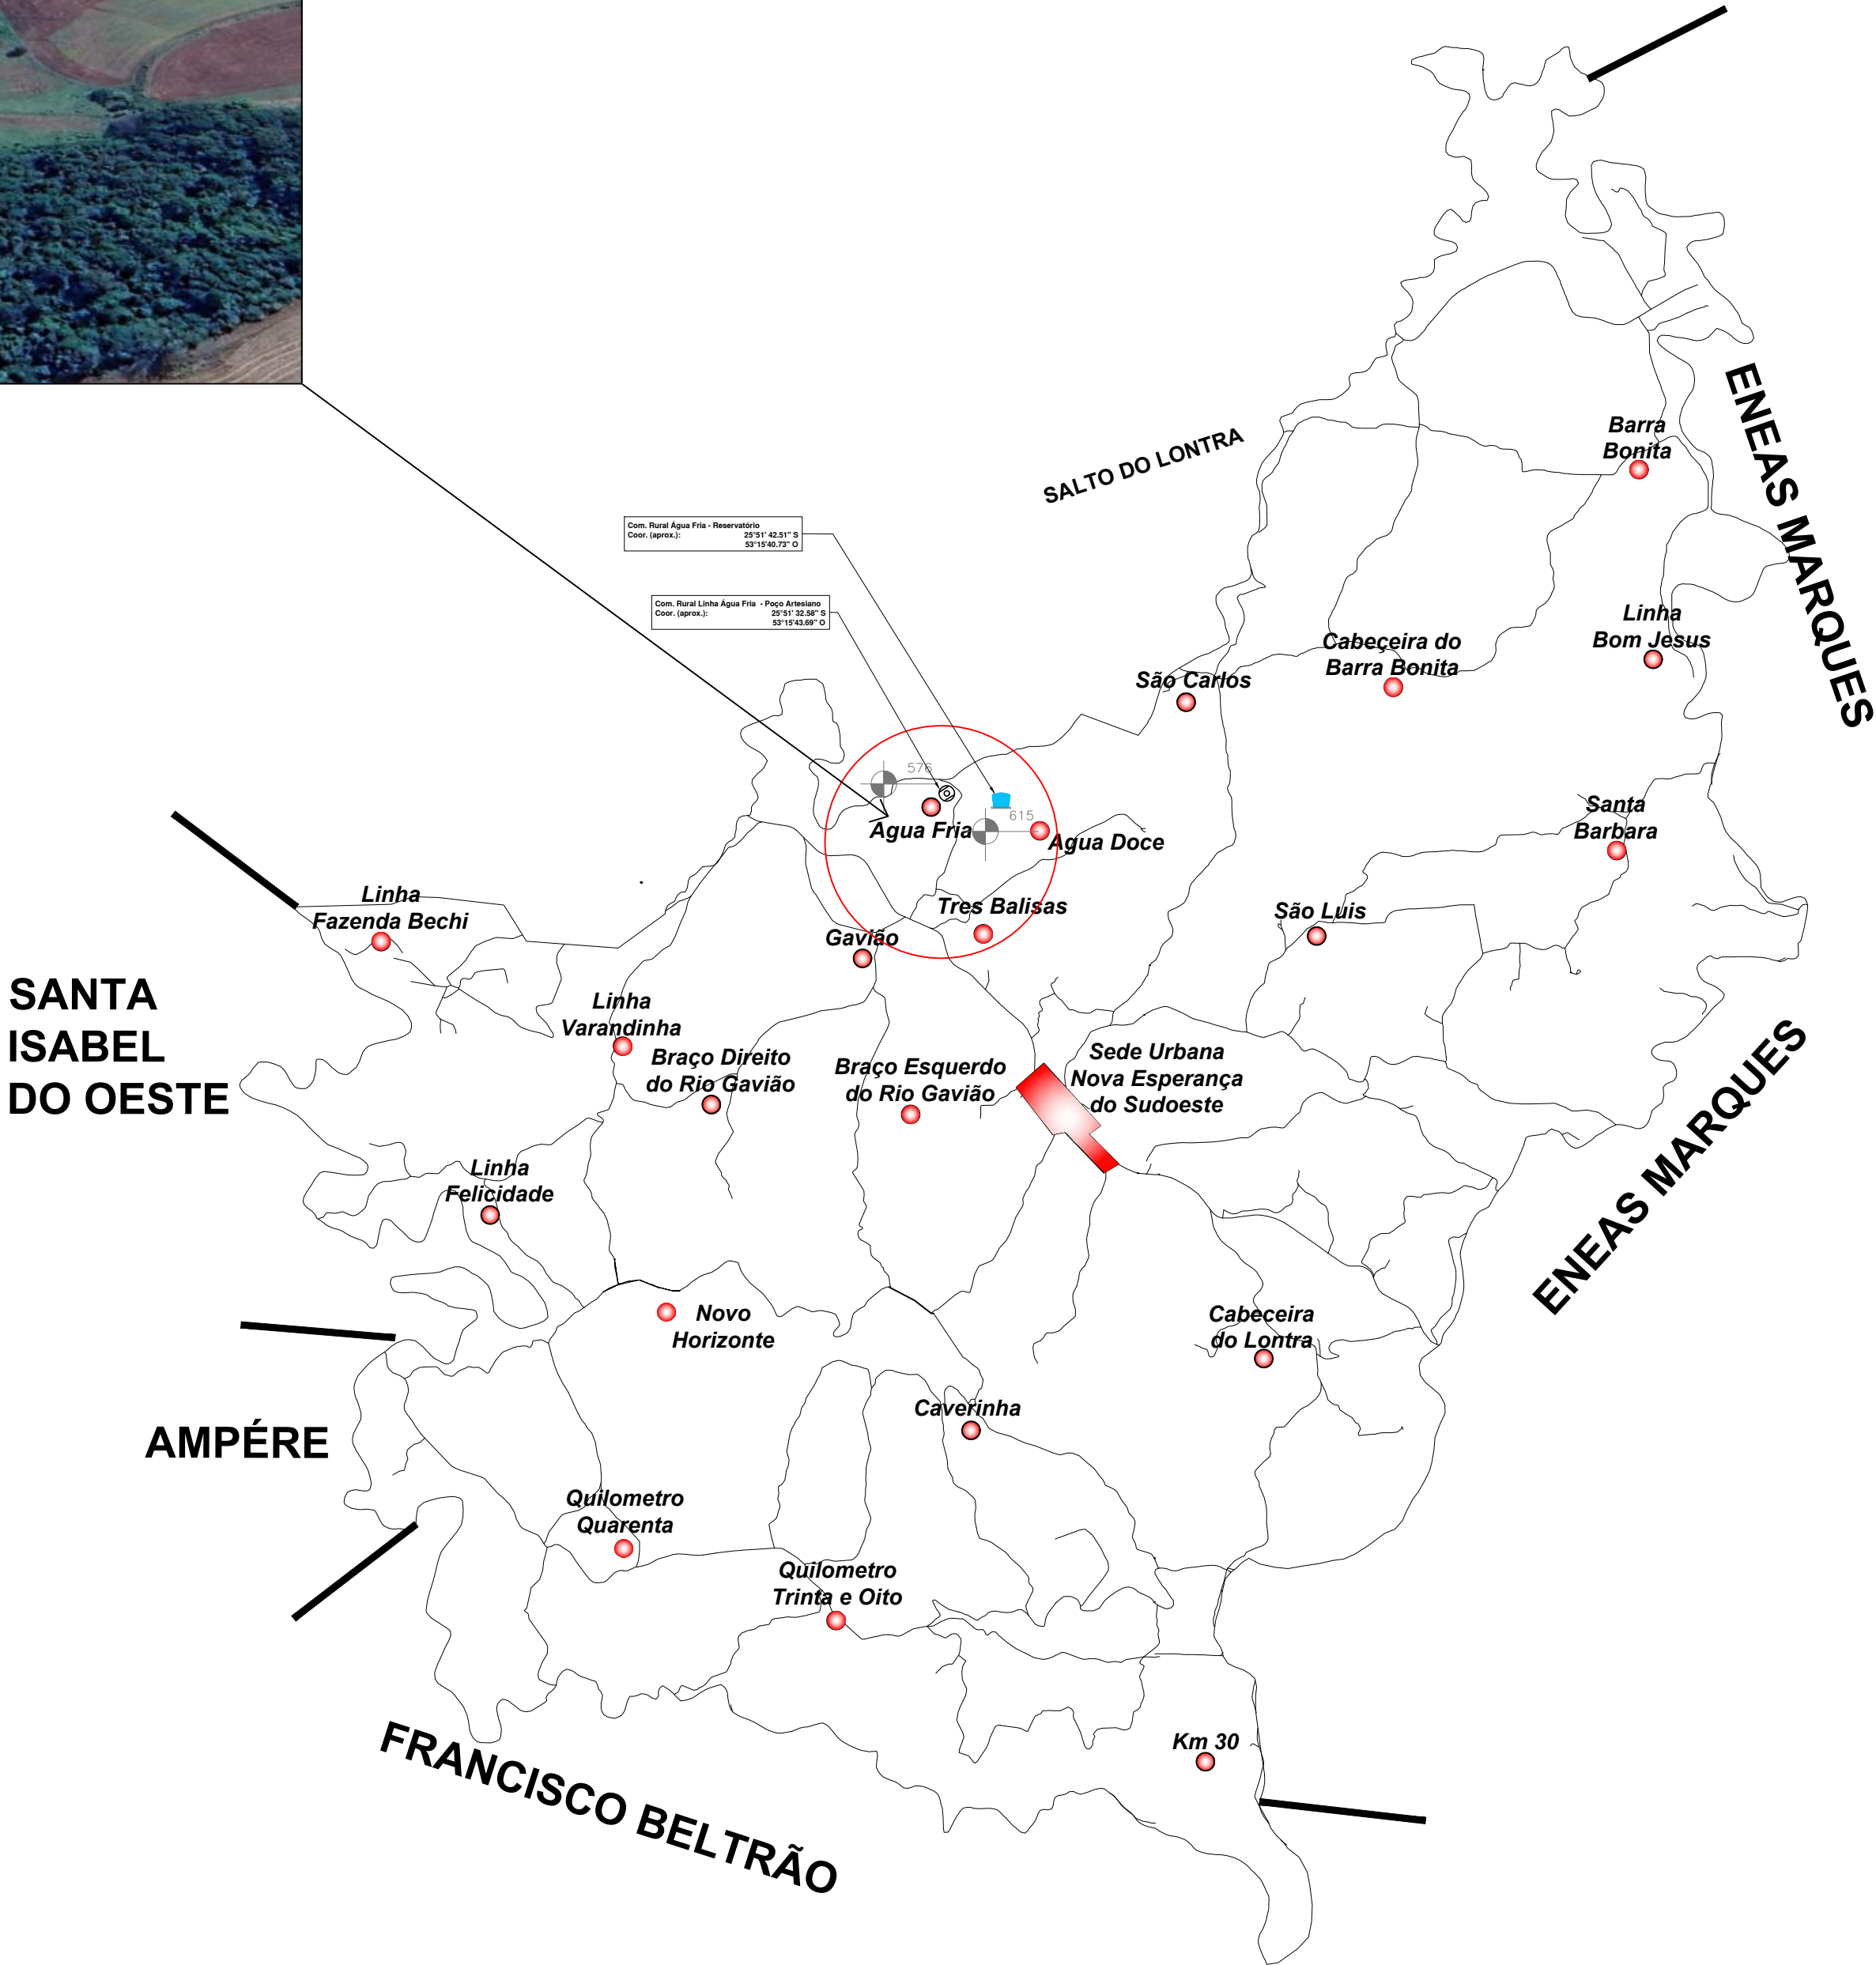 ENEAS MARQUES
SALTO DO LONTRA
Barra
Bonita
Com. Rural Água Fria - Reservatório
Coor. (aprox.): 25°51' 42.51" S
53°15'40.73" O
Com. Rural Linha Água Fria - Poço Artesiano
Coor. (aprox.): 25°51' 32.58" S
53°15'43.69" O
Linha
Bom Jesus
Cabeçeira do
Barra Bonita
São Carlos
576
615
Agua Fria
Agua Doce
Santa
Barbara
Linha
Fazenda Bechi
Tres Balisas
São Luis
Gavião
SANTA
ISABEL
DO OESTE
Linha
Varandinha
Braço Direito
do Rio Gavião
Braço Esquerdo
do Rio Gavião
Sede Urbana
Nova Esperança
do Sudoeste
ENEAS MARQUES
Linha
Felicidade
Novo
Horizonte
Cabeceira
do Lontra
AMPÉRE
Caverinha
Quilometro
Quarenta
Quilometro
Trinta e Oito
Km 30
FRANCISCO BELTRÃO